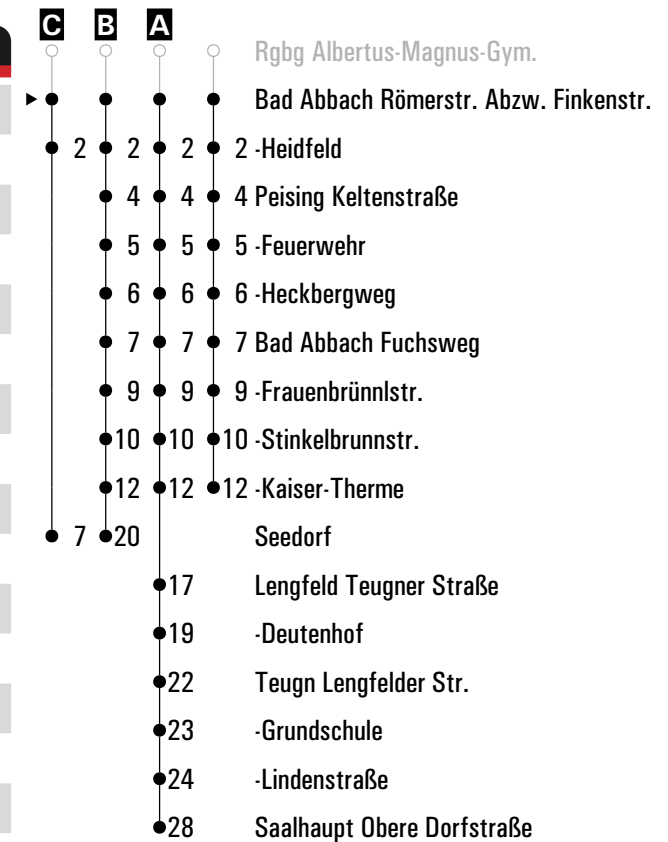 C B A
Rgbg Albertus-Magnus-Gym.
Bad Abbach Römerstr. Abzw. Finkenstr.
2 2 2 2 -Heidfeld
4 4 4 Peising Keltenstraße
5 5 5 -Feuerwehr
6 6 6 -Heckbergweg
7 7 7 Bad Abbach Fuchsweg
9 9 9 -Frauenbrünnlstr.
10 10 10 -Stinkelbrunnstr.
12 12 12 -Kaiser-Therme
7 20 Seedorf
17 Lengfeld Teugner Straße
19 -Deutenhof
22 Teugn Lengfelder Str.
23 -Grundschule
24 -Lindenstraße
28 Saalhaupt Obere Dorfstraße